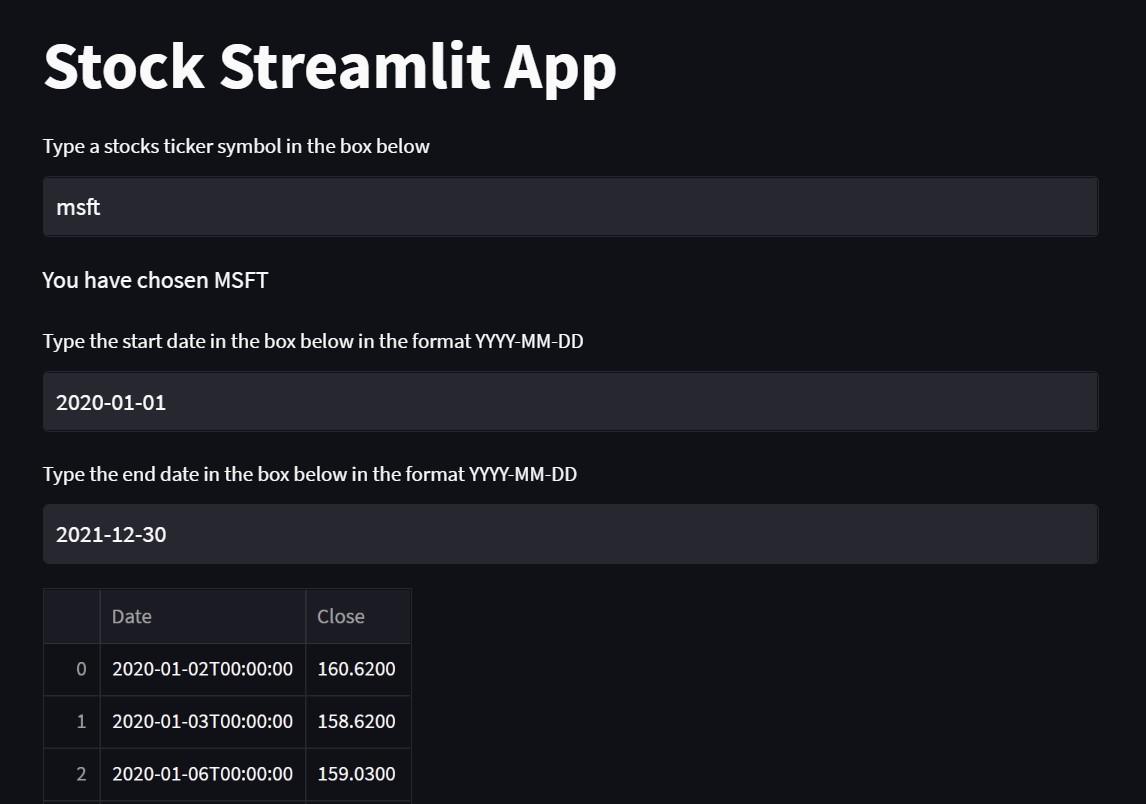 Stock Streamlit App
Type a stocks ticker symbol in the box below
msft
You have chosen MSFT
Type the start date in the box below in the format YYYY-MM-DD
2020-01-01
Type the end date in the box below in the format YYYY-MM-DD
2021-12-30
Date Close
0 2020-01-02T00:00:00 160.6200
1 2020-01-03T00:00:00 158.6200
2 2020-01-06T00:00:00 159.0300